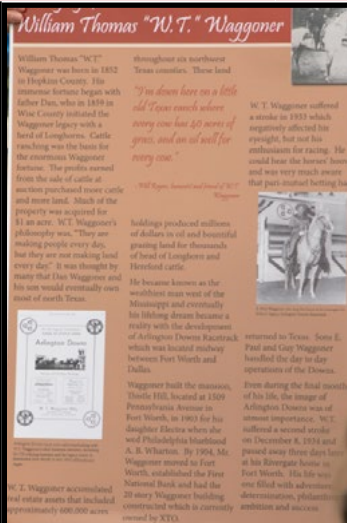 William Thomas "W.T." Waggoner
William Thomas "W.T."
Waggoner was born in 1852
in Hopkins County. His
immense fortune began with
father Dan, who in 1859 in
Wise County initiated the
Waggoner legacy with a
herd of Longhorns. Cattle
ranching was the basis for
the enormous Waggoner
fortune. The profits earned
from the sale of cattle at
auction purchased more cattle
and more land. Much of the
property was acquired for
$1 an acre. W.T. Waggoner's
philosophy was, "They are
making people every day,
but they are not making land
every day." It was thought by
many that Dan Waggoner and
his son would eventually own
most of north Texas.
Arlington Downs
W. T. Waggoner accumulated
real estate assets that included
approximately 600,000 acres
throughout six northwest
Texas counties. These land
"I'm down here on a little
old Texas ranch where
every cow has 40 acres of
grass, and an oil well for
every cow."
- Will Rogers, humorist and friend of W.T.
Waggoner
holdings produced millions
of dollars in oil and bountiful
grazing land for thousands
of head of Longhorn and
Hereford cattle.
He became known as the
wealthiest man west of the
Mississippi and eventually
his lifelong dream became a
reality with the development
of Arlington Downs Racetrack
which was located midway
between Fort Worth and
Dallas.
Waggoner built the mansion,
Thistle Hill, located at 1509
Pennsylvania Avenue in
Fort Worth, in 1903 for his
daughter Electra when she
wed Philadelphia blueblood
A. B. Wharton. By 1904, Mr.
Waggoner moved to Fort
Worth, established the First
National Bank and had the
20 story Waggoner building
constructed which is currently
owned by XTO.
W. T. Waggoner suffered
a stroke in 1933 which
negatively affected his
eyesight, but not his
enthusiasm for racing. He
could hear the horses' hooves
and was very much aware
that pari-mutuel betting ha
returned to Texas. Sons E.
Paul and Guy Waggoner
handled the day to day
operations of the Downs.
Even during the final month
of his life, the image of
Arlington Downs was of
utmost importance. W.T.
suffered a second stroke
on December 8, 1934 and
passed away three days later
at his Rivergate home in
Fort Worth. His life was
one filled with adventure,
determination, philanth
ambition and success